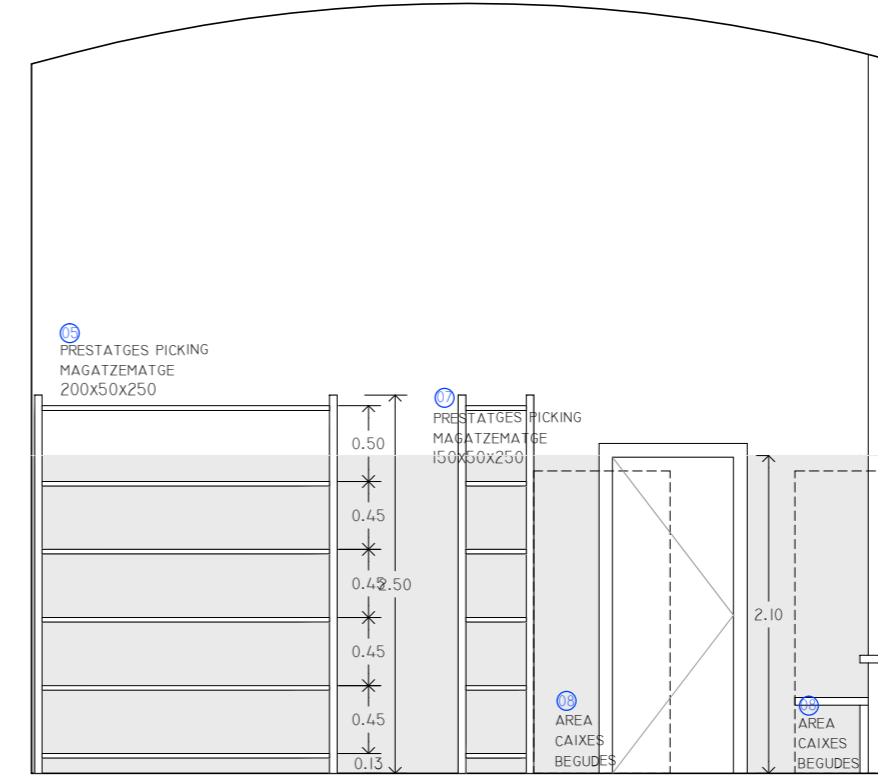 05
PRESTATGES PICKING
MAGATZEMATGE
200X50X250
07
PRESTATGES PICKING
MAGATZEMATGE
150X50X250
0.50
0.45
0.45
2.50
0.45
0.45
0.13
2.10
08
AREA
CAIXES
BEGUDES
08
AREA
CAIXES
BEGUDES